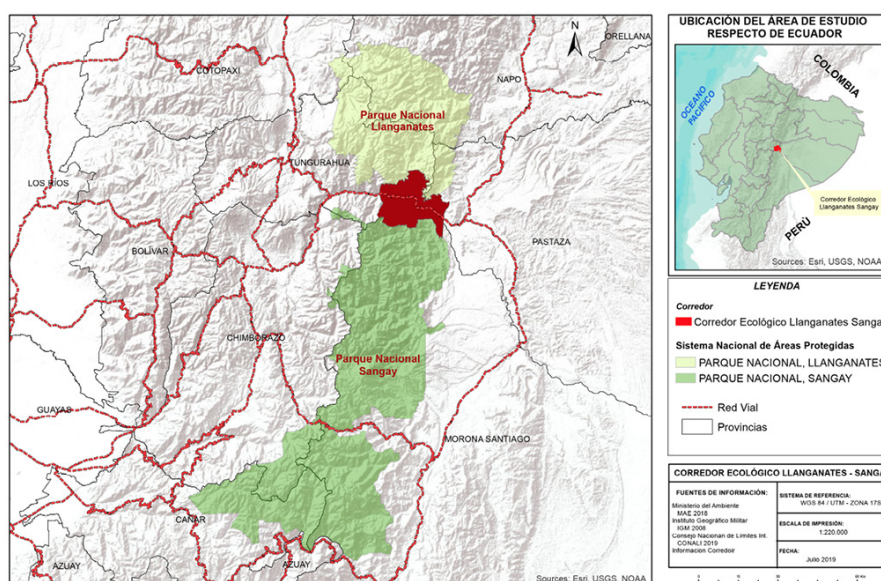 N
ORELLANA
COTOPAXI
NAPO
Parque Nacional
Llanganates
TUNGURAHUA
LOS RÍOS
PASTAZA
BOLÍVAR
CHIMBORAZO
Parque Nacional
Sangay
GUAYAS
MORONA SANTIAGO
CAÑAR
AZUAY
AZUAY
Sources: Esri, USGS, NOAA
UBICACIÓN DEL ÁREA DE ESTUDIO
RESPECTO DE ECUADOR
COLOMBIA
OCEANO
PACIFICO
Corredor Ecológico
Llanganates Sangay
PERÙ
Sources: Esri, USGS, NOAA
LEYENDA
Corredor
Corredor Ecológico Llanganates Sanga
Sistema Nacional de Áreas Protegidas
PARQUE NACIONAL, LLANGANATES
PARQUE NACIONAL, SANGAY
Red Vial
Provincias
CORREDOR ECOLÓGICO LLANGANATES - SANGA
FUENTES DE INFORMACIÓN:
Ministerio del Ambiente
MAE 2018
Instituto Geográfico Militar
IGM 2008
Consejo Nacionan de Limites Int.
CONALI 2019
Informacion Corredor
SISTEMA DE REFERENCIA:
WGS 84 / UTM - ZONA 17S
ESCALA DE IMPRESIÓN:
1:220.000
FECHA:
Julio 2019